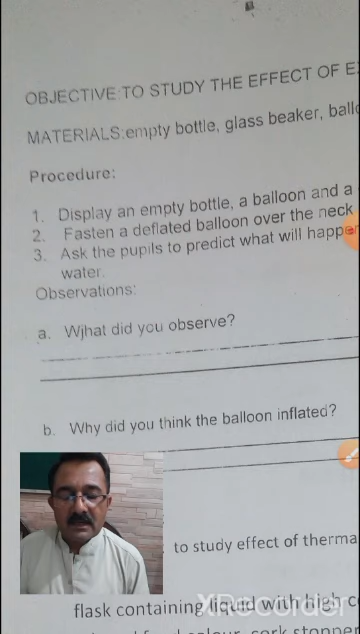 OBJECTIVE:TO STUDY THE EFFECT OF
MATERIALS:empty bottle, glass beaker,
Procedure:
1. Display an empty bottle, a balloon and a
2. Fasten a deflated balloon over the neck
3. Ask the pupils to predict what will happen
water.
Observations:
a. Wjhat did you observe?
b. Why did you think the balloon inflated?
to study effect of therma
flask containing liquid with high
XRecorder